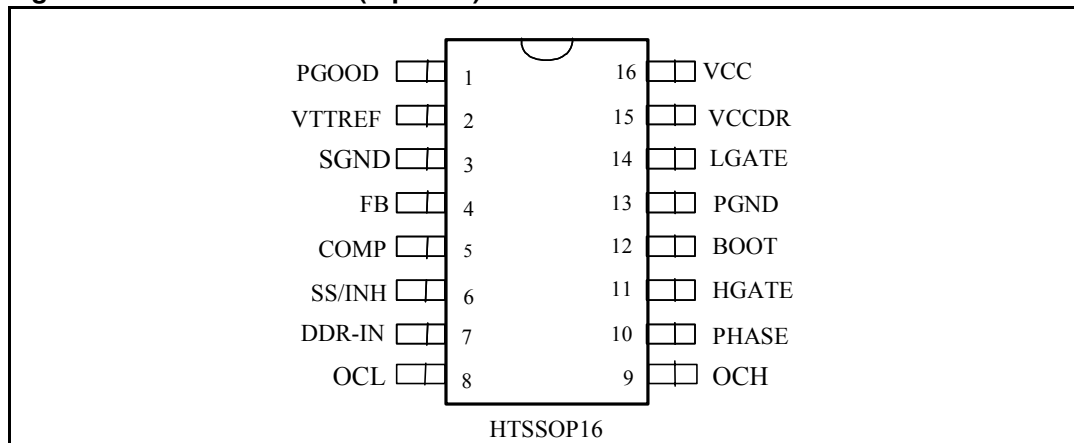 PGOOD 1 16 VCC
VTTREF 2 15 VCCDR
SGND 3 14 LGATE
FB 4 13 PGND
COMP 5 12 BOOT
SS/INH 6 11 HGATE
DDR-IN 7 10 PHASE
OCL 8 9 OCH
HTSSOP16